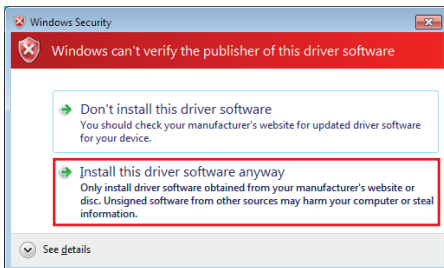 Windows Security
Windows can't verify the publisher of this driver software
Don't install this driver software
You should check your manufacturer's website for updated driver software
for your device.
Install this driver software anyway
Only install driver software obtained from your manufacturer's website or
disc. Unsigned software from other sources may harm your computer or steal
information.
See details